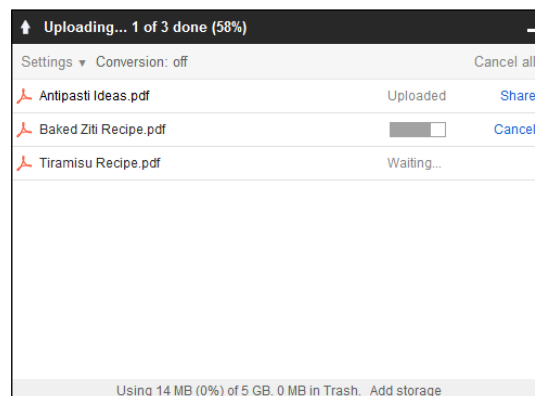 Uploading... 1 of 3 done (58%)
Settings Conversion: off Cancel all
Antipasti Ideas.pdf Uploaded Share
Baked Ziti Recipe.pdf Cancel
Tiramisu Recipe.pdf Waiting...
Using 14 MB (0%) of 5 GB. 0 MB in Trash. Add storage